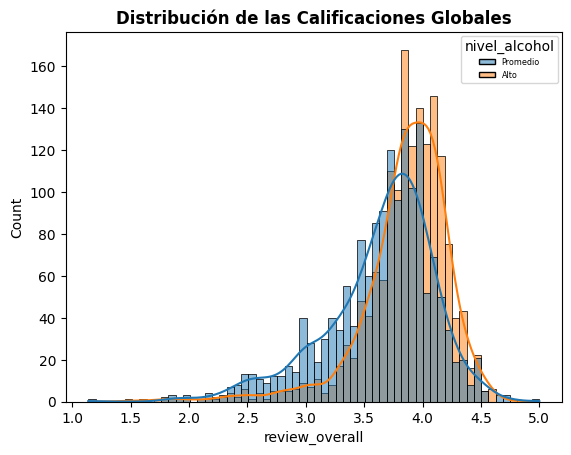 Distribución de las Calificaciones Globales
nivel_alcohol
Promedio
Alto
160
140
120
100
80
60
40
20
0
Count
1.0 1.5 2.0 2.5 3.0 3.5 4.0 4.5 5.0
review_overall